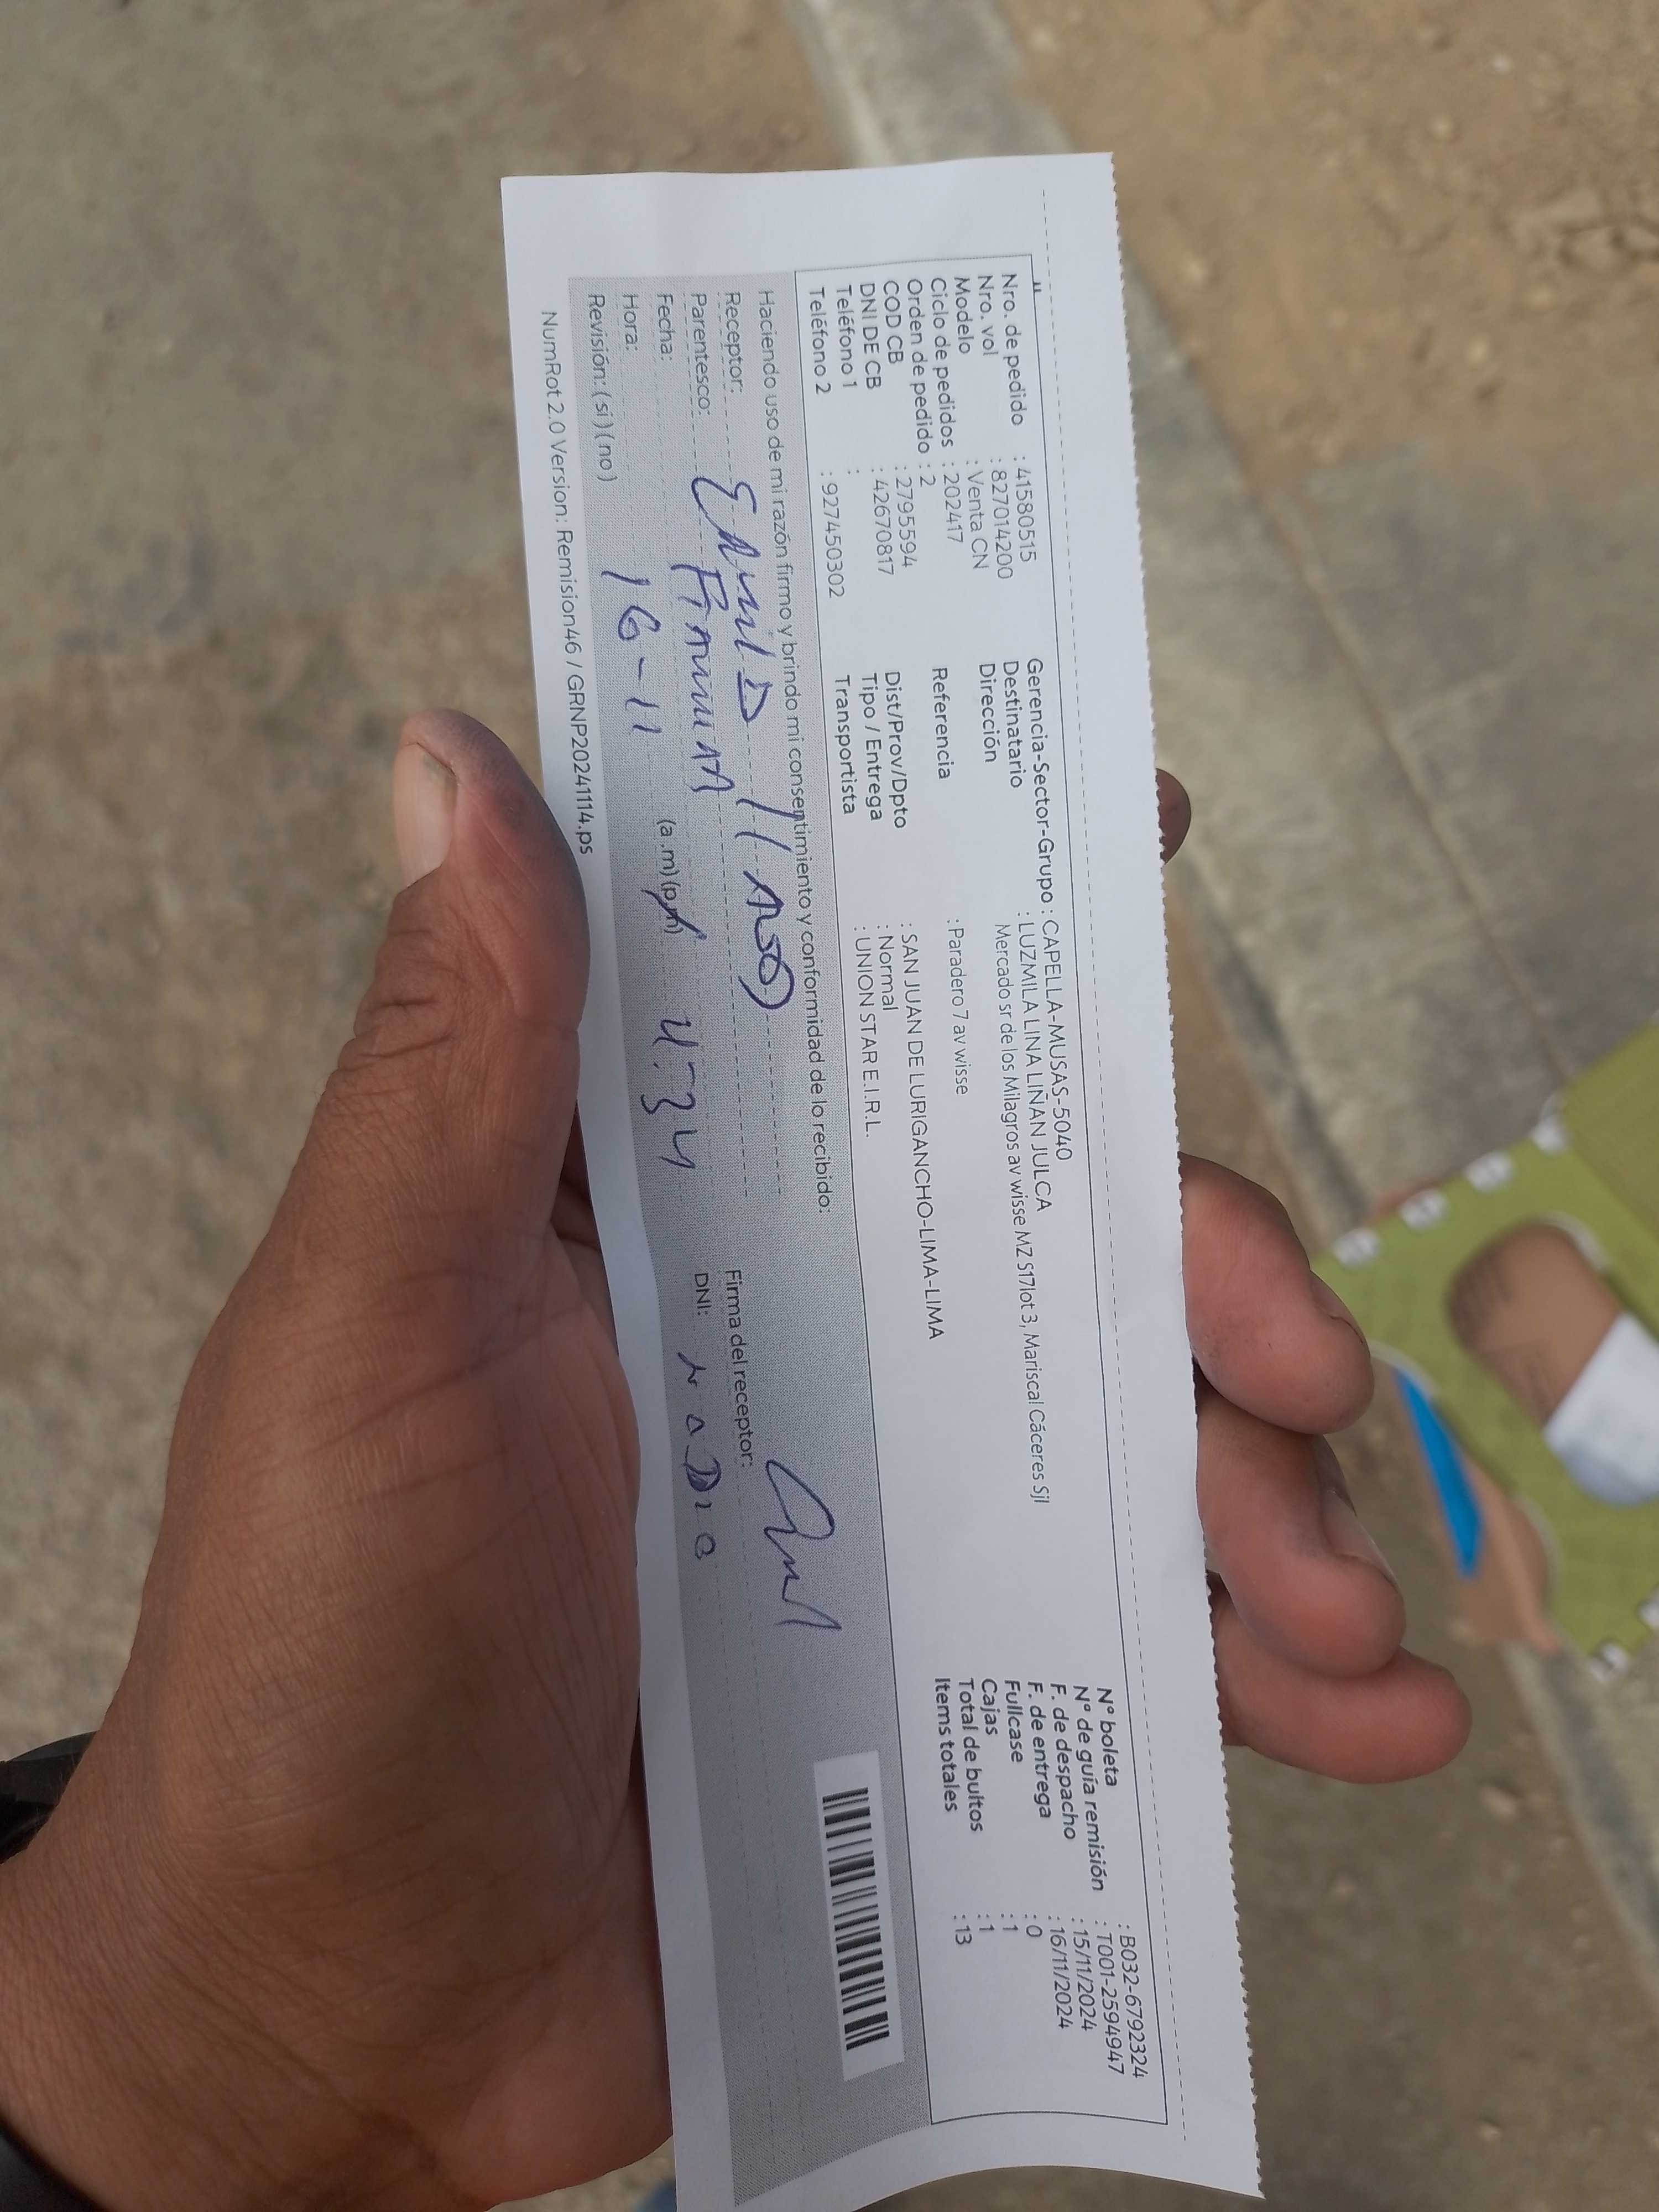 Nro. de pedido : 41580515
Nro. vol : 827014200
Modelo : Venta CN
Ciclo de pedidos : 202417
Orden de pedido : 2
COD CB : 2795594
DNI DE CB : 42670817
Teléfono 1 :
Teléfono 2 : 927450302
Gerencia-Sector-Grupo : CAPELLA-MUSAS-5040
Destinatario : LUZMILA LINA LIÑAN JULCA
Dirección Mercado sr de los Milagros av wisse MZ S17lot 3, Mariscal Cáceres Sjl
Referencia : Paradero 7 av wisse
Dist/Prov/Dpto : SAN JUAN DE LURIGANCHO-LIMA-LIMA
Tipo / Entrega : Normal
Transportista : UNION STAR E.I.R.L.
Nº boleta : B032-6792324
Nº de guía remisión : T001-2594947
F. de despacho : 15/11/2024
F. de entrega : 16/11/2024
Fullcase : 0
Cajas : 1
Total de bultos : 1
Items totales : 13
Haciendo uso de mi razón firmo y brindo mi consentimiento y conformidad de lo recibido:
Receptor:
Parentesco:
Fecha: 16-11
Hora: (a.m)(pm) 4:34
Revisión: (si)(no)
Firma del receptor:
DNI:
NumRot 2.0 Version: Remision46 / GRNP20241114.ps